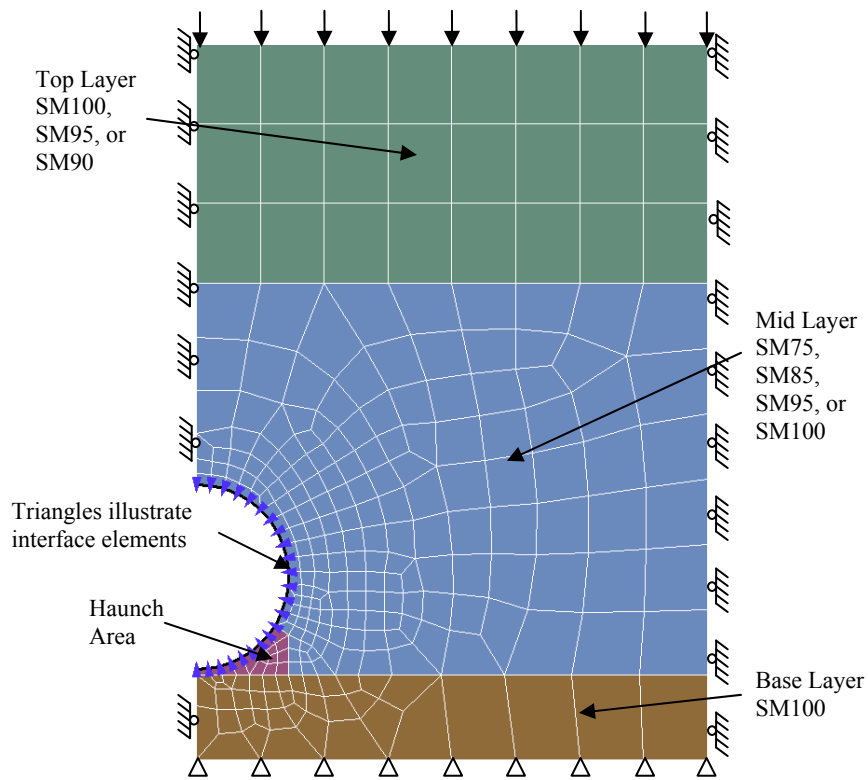 Top Layer
SM100,
SM95, or
SM90
Mid Layer
SM75,
SM85,
SM95, or
SM100
Triangles illustrate
interface elements
Haunch
Area
Base Layer
SM100